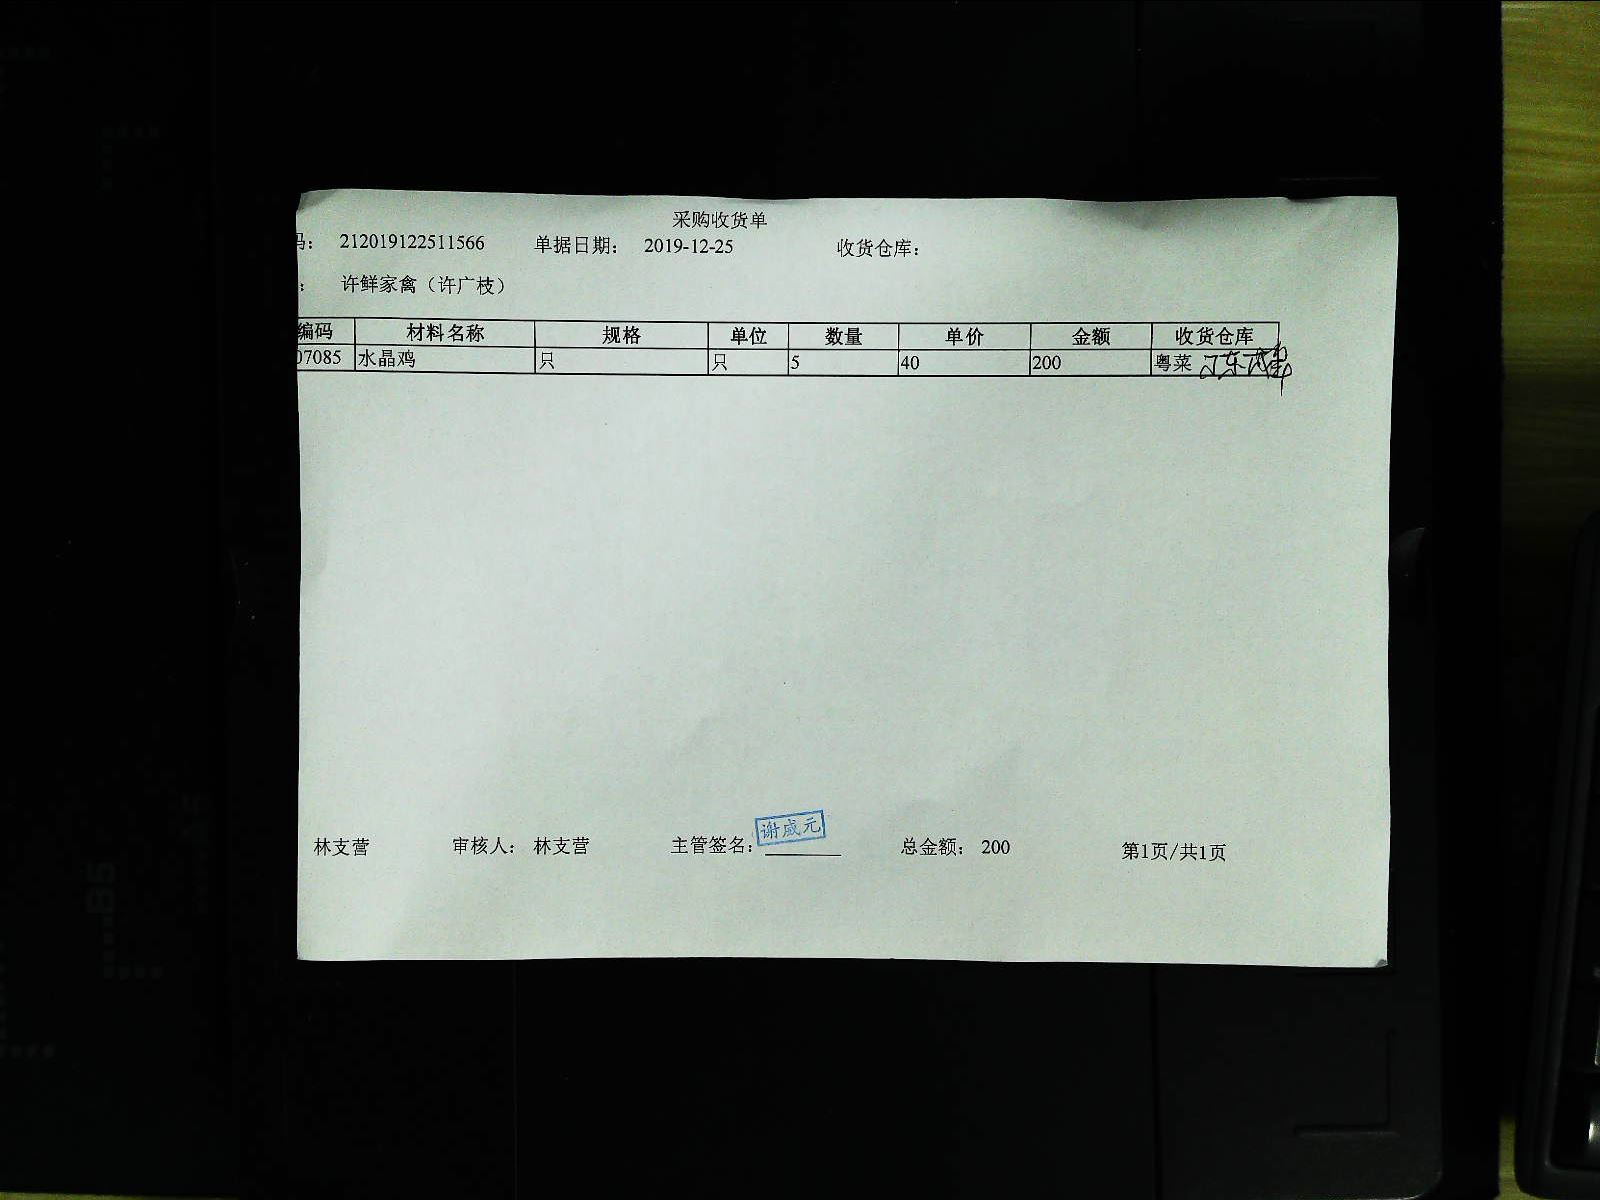 采购收货单
码： 212019122511566 单据日期： 2019-12-25 收货仓库：
： 许鲜家禽（许广枝）
编码 材料名称 规格 单位 数量 单价 金额 收货仓库
07085 水晶鸡 只 只 5 40 200 粤菜
谢咸元
林支营 审核人： 林支营 主管签名： 总金额： 200 第1页/共1页